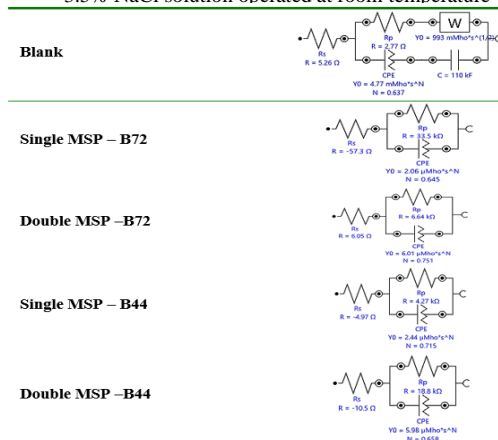 3.5% NaCl solution operated at room temperature
Blank
Rs
R = 5.26 Ω
Rp
R = 2.77 Ω
W
Y0 = 993 mMho*s^(1/2)
CPE
Y0 = 4.77 mMho*s^N
N = 0.637
C = 110 kF
Single MSP – B72
Rs
R = -57.3 Ω
Rp
R = 33.5 kΩ
CPE
Y0 = 2.06 µMho*s^N
N = 0.645
C
Double MSP –B72
Rs
R = 6.05 Ω
Rp
R = 6.64 kΩ
CPE
Y0 = 6.01 µMho*s^N
N = 0.751
C
Single MSP – B44
Rs
R = -4.97 Ω
Rp
R = 4.27 kΩ
CPE
Y0 = 2.44 µMho*s^N
N = 0.715
C
Double MSP –B44
Rs
R = -10.5 Ω
Rp
R = 18.8 kΩ
CPE
Y0 = 5.98 µMho*s^N
N = 0.658
C